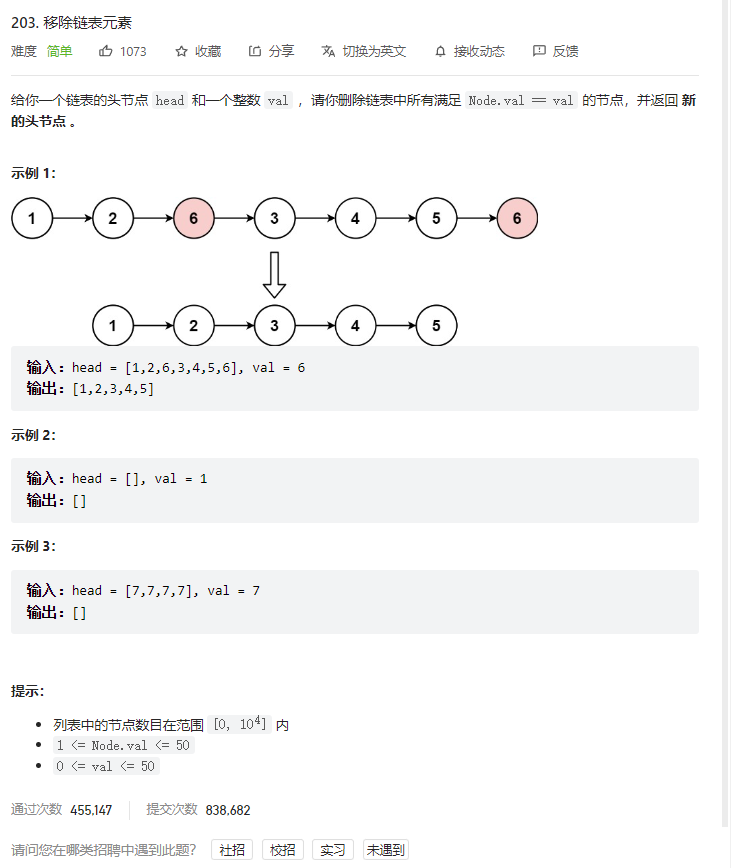 203. 移除链表元素
难度 简单 1073 收藏 分享 切换为英文 接收动态 反馈
给你一个链表的头节点 head 和一个整数 val ，请你删除链表中所有满足 Node.val == val 的节点，并返回 新
的头节点 。
示例 1：
1 2 6 3 4 5 6
1 2 3 4 5
输入：head = [1,2,6,3,4,5,6], val = 6
输出：[1,2,3,4,5]
示例 2：
输入：head = [], val = 1
输出：[]
示例 3：
输入：head = [7,7,7,7], val = 7
输出：[]
提示：
列表中的节点数目在范围 [0, 10⁴] 内
1 <= Node.val <= 50
0 <= val <= 50
通过次数 455,147 提交次数 838,682
请问您在哪类招聘中遇到此题？ 社招 校招 实习 未遇到